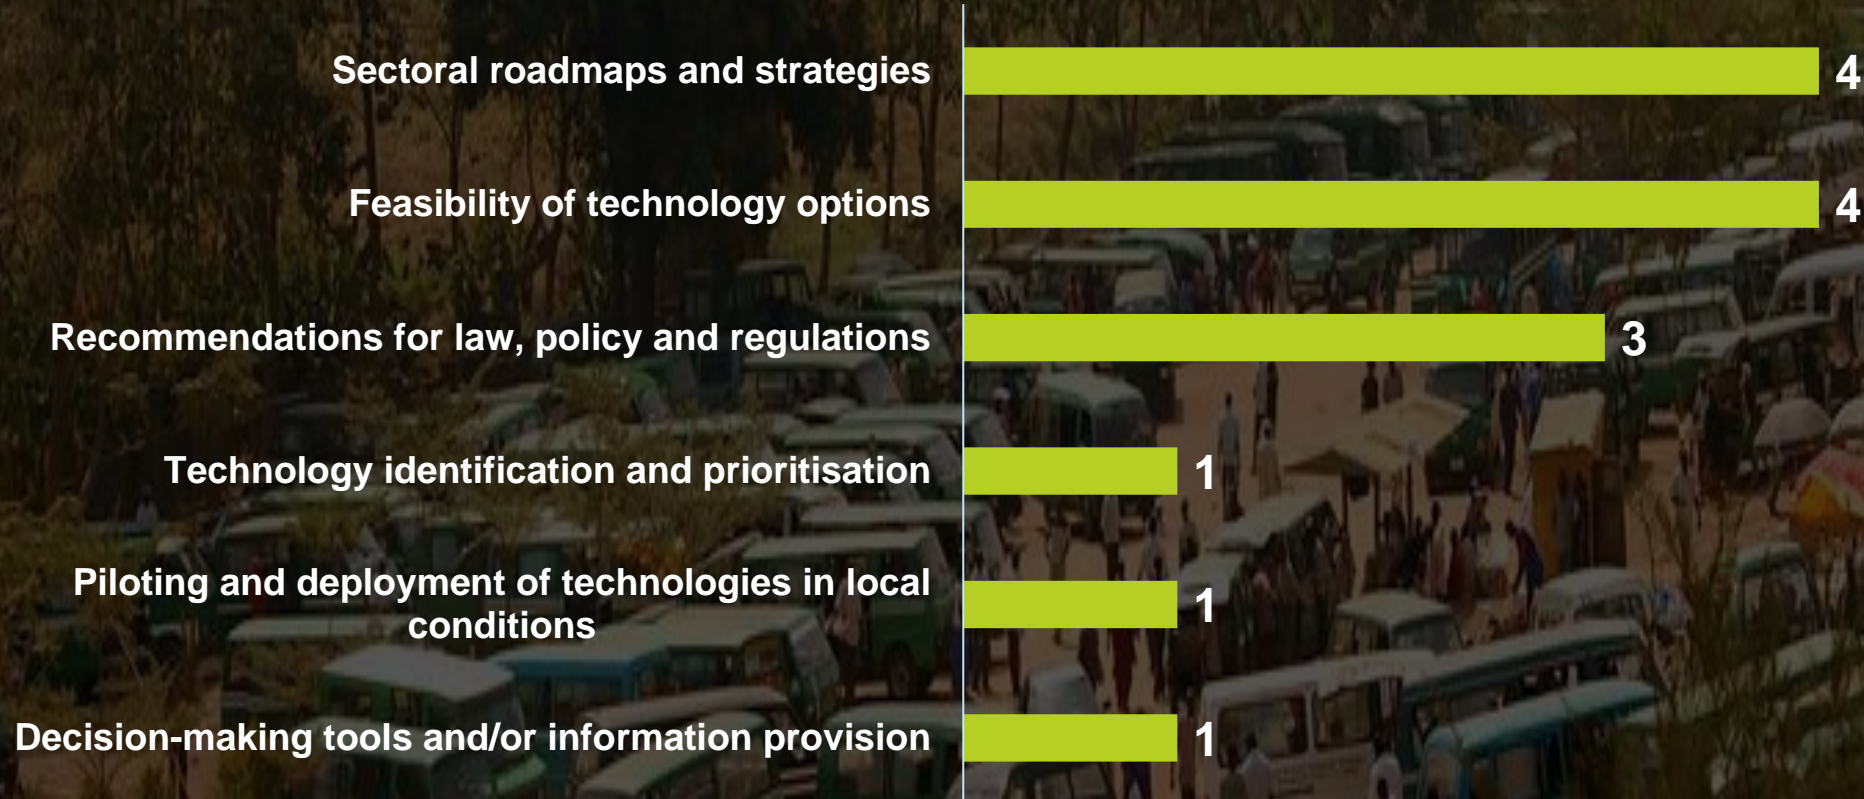 Sectoral roadmaps and strategies 4
Feasibility of technology options 4
Recommendations for law, policy and regulations 3
Technology identification and prioritisation 1
Piloting and deployment of technologies in local
conditions 1
Decision-making tools and/or information provision 1